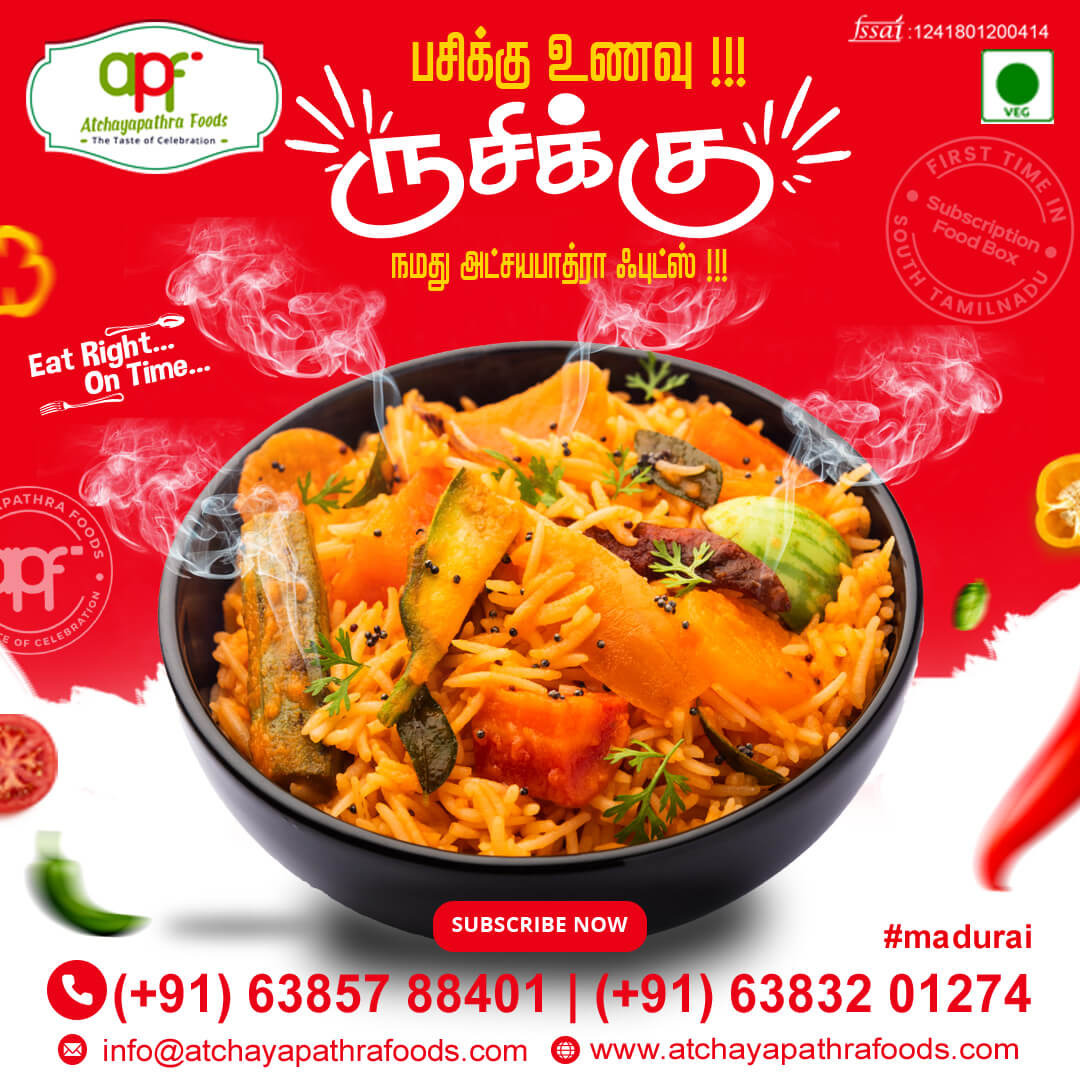 apf
Atchayapathra Foods
The Taste of Celebration
fssai :1241801200414
VEG
பசிக்கு உணவு !!!
ருசிக்கு
நமது அட்சயபாத்ரா ஃபுட்ஸ் !!!
FIRST TIME IN
Subscription
Food Box
SOUTH TAMILNADU
Eat Right...
On Time...
APATHRA FOODS
apf
TE OF CELEBRATION
SUBSCRIBE NOW
#madurai
(+91) 63857 88401 | (+91) 63832 01274
info@atchayapathrafoods.com www.atchayapathrafoods.com